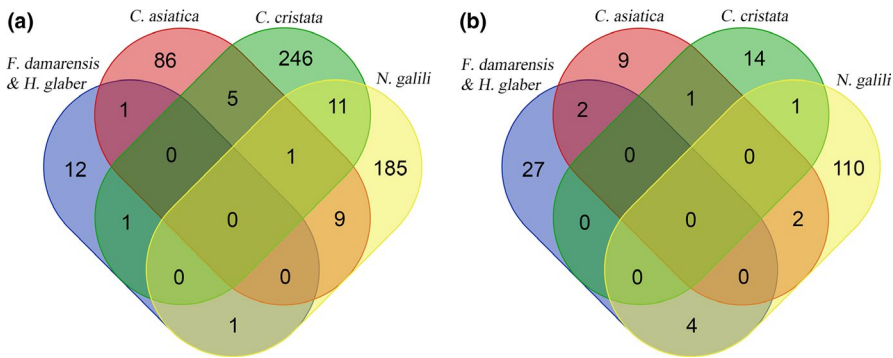 (a)
C. asiatica
C. cristata
F. damarensis
& H. glaber
N. galili
86
246
1
5
11
12
0
1
185
1
0
9
0
0
1
(b)
C. asiatica
C. cristata
F. damarensis
& H. glaber
N. galili
9
14
2
1
1
27
0
0
110
0
0
2
0
0
4